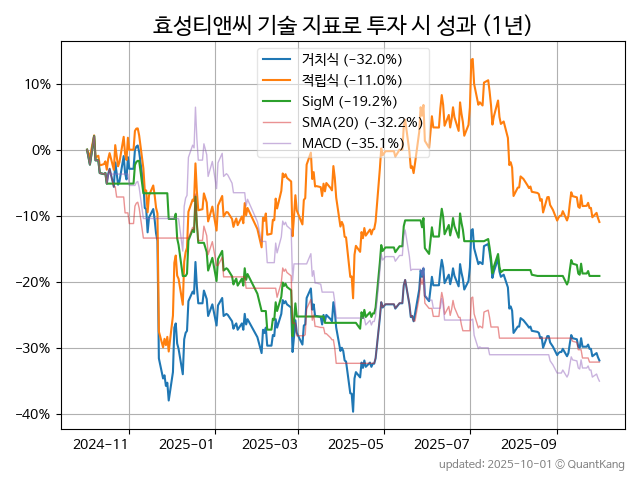 효성티앤씨 기술 지표로 투자 시 성과 (1년)
거치식 (-32.0%)
적립식 (-11.0%)
SigM (-19.2%)
SMA(20) (-32.2%)
MACD (-35.1%)
10%
0%
-10%
-20%
-30%
-40%
2024-11 2025-01 2025-03 2025-05 2025-07 2025-09
updated: 2025-10-01 © QuantKang